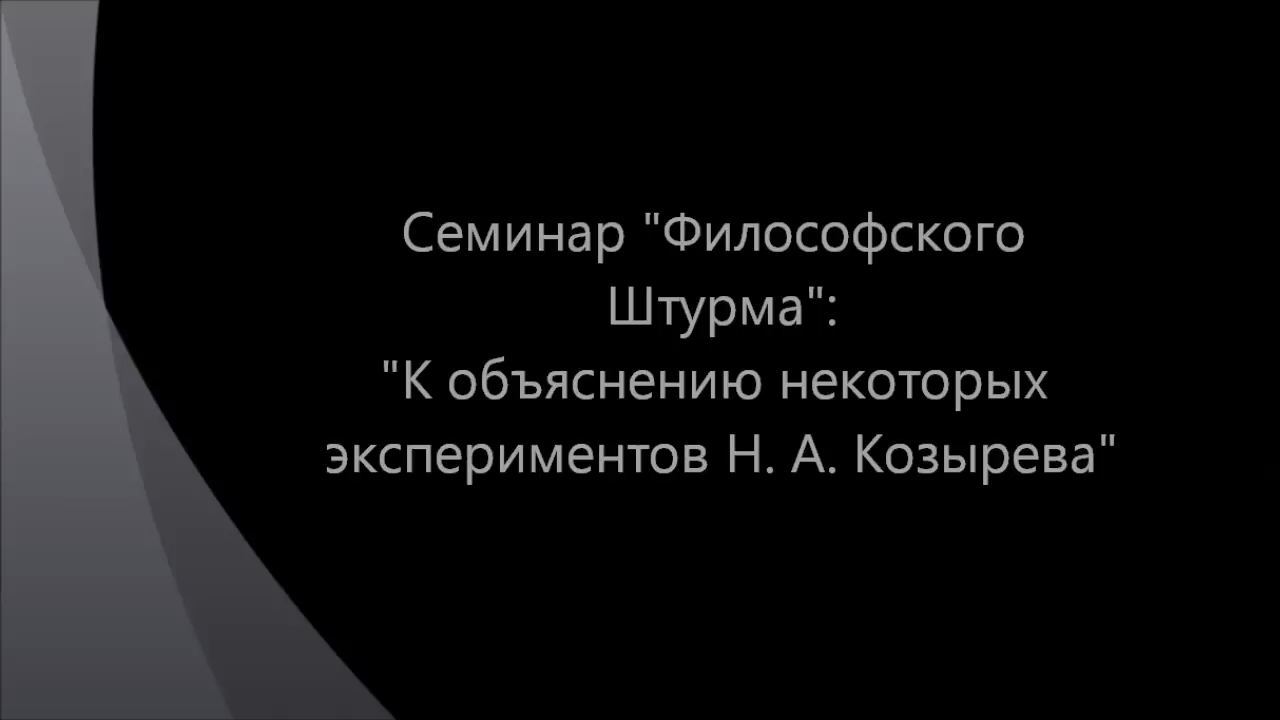 Семинар "Философского
Штурма":
"К объяснению некоторых
экспериментов Н. А. Козырева"